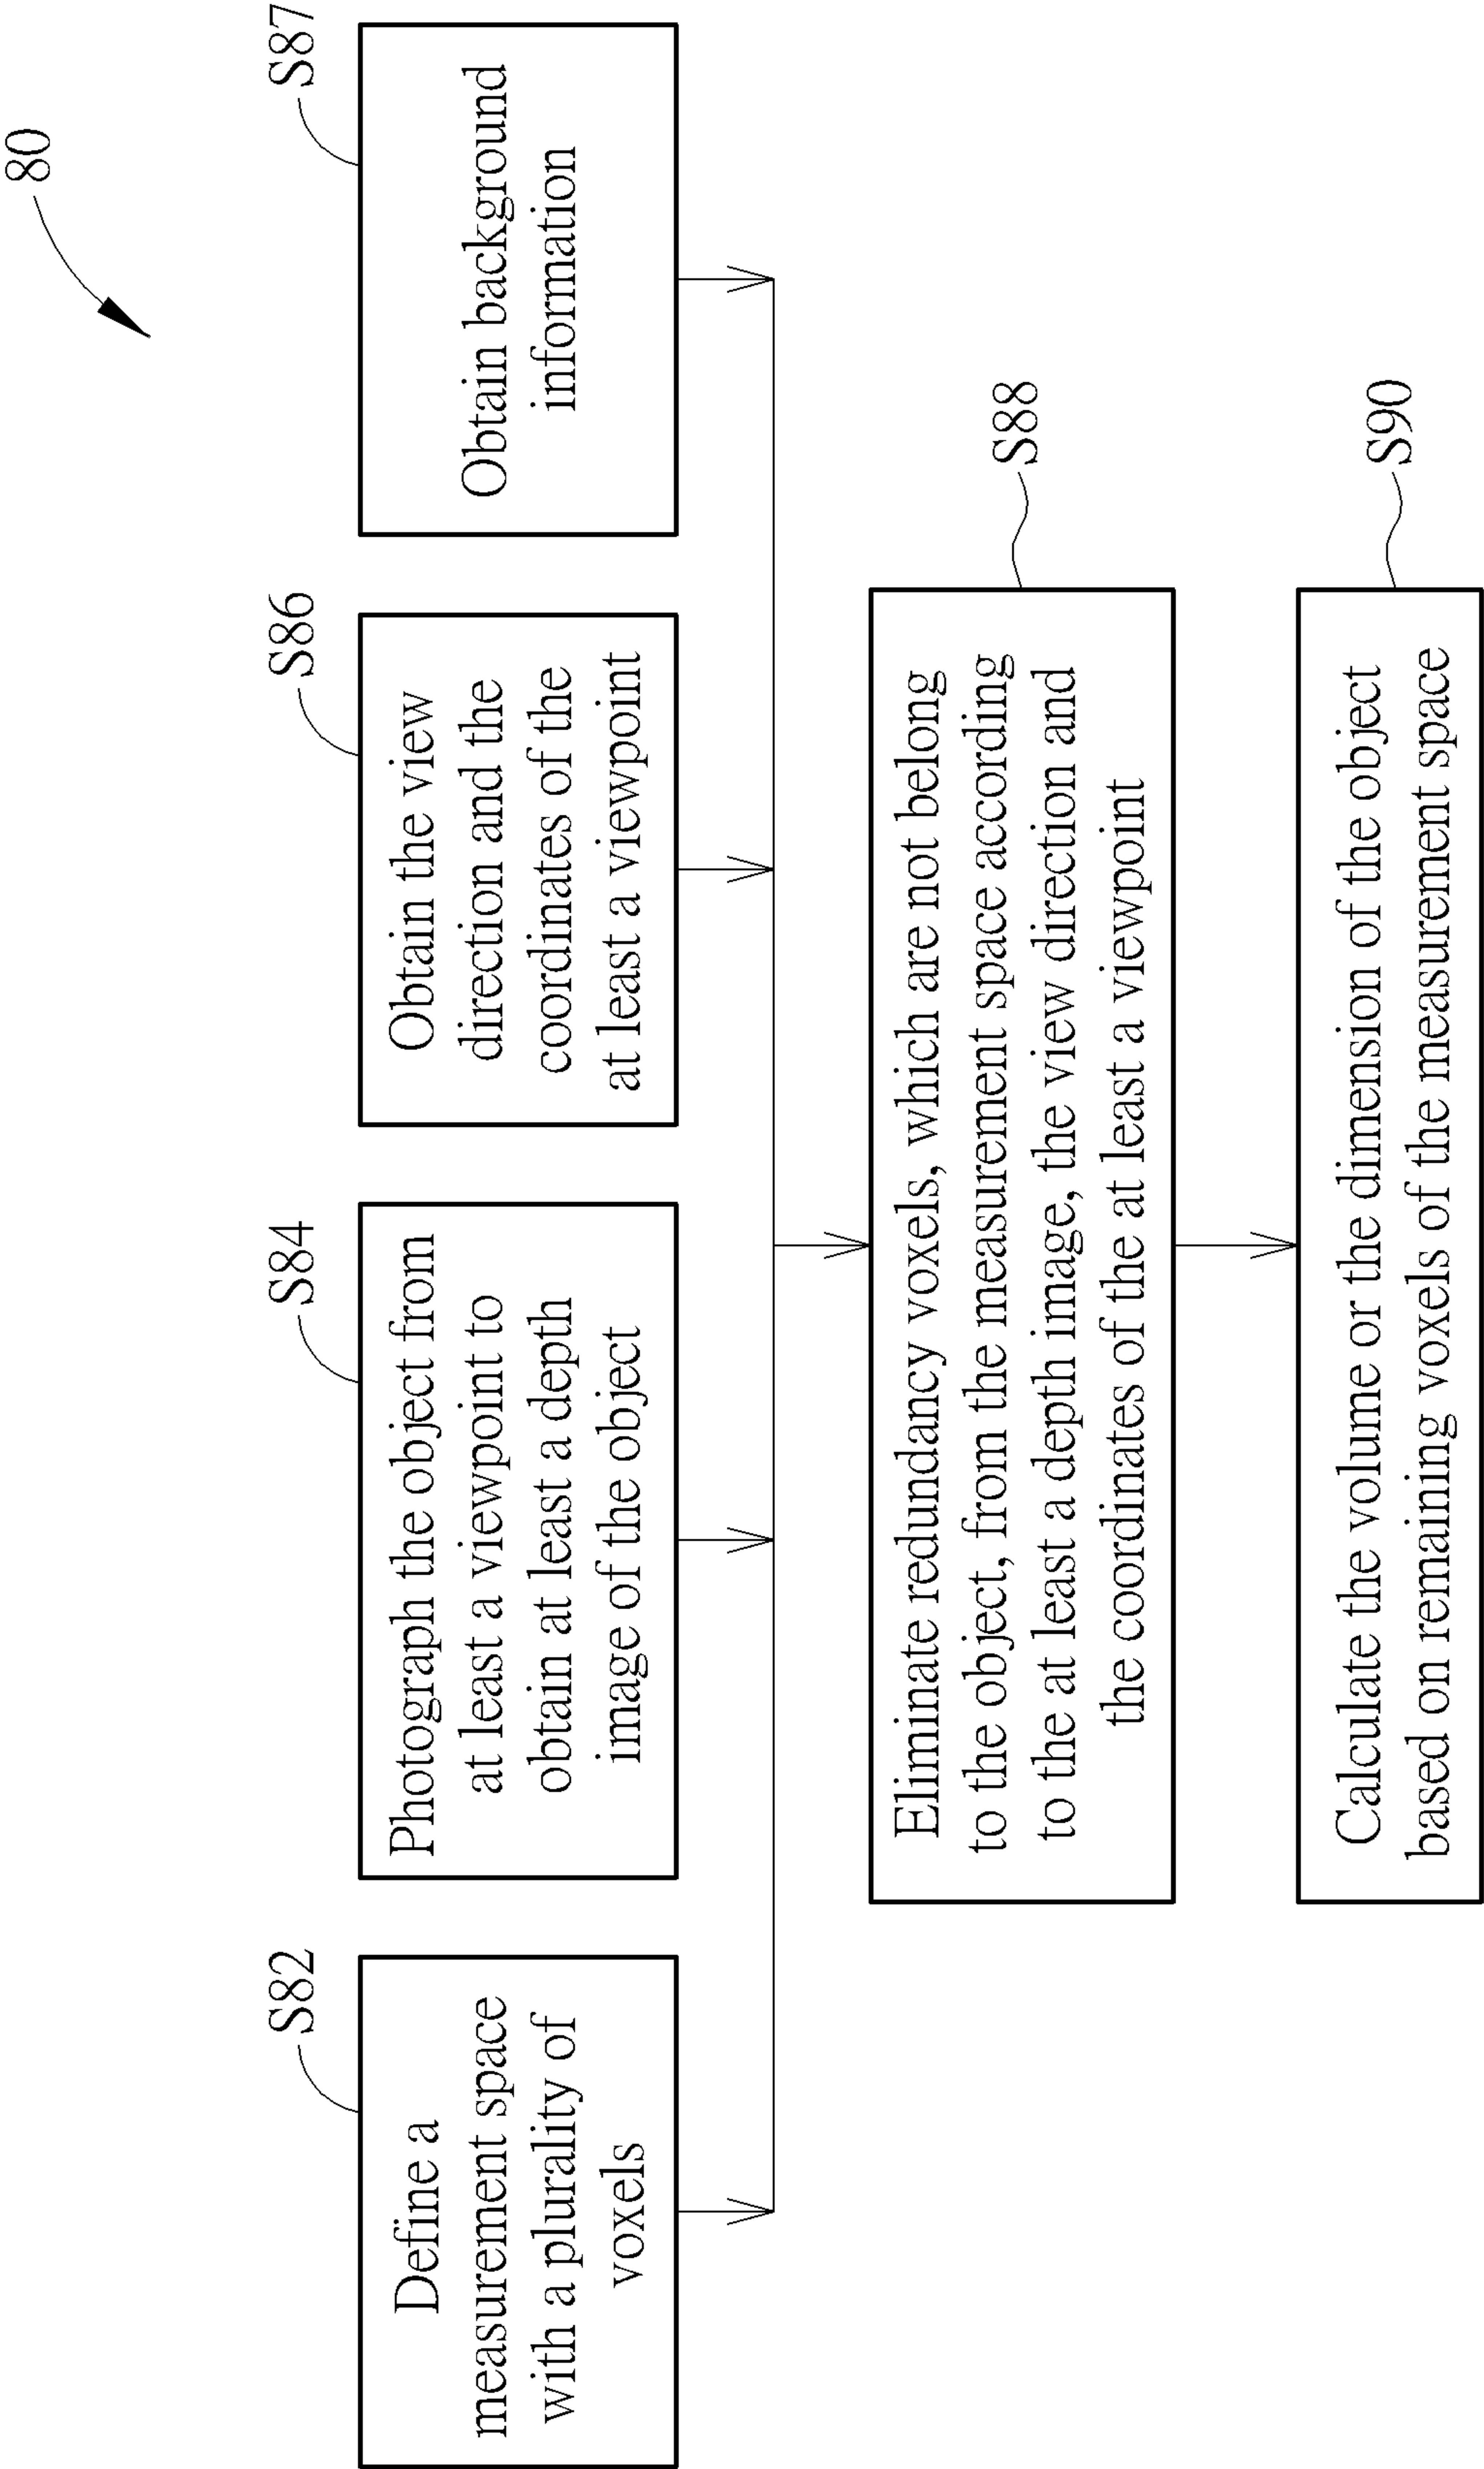 80
S82
Define a
measurement space
with a plurality of
voxels
S84
Photograph the object from
at least a viewpoint to
obtain at least a depth
image of the object
S86
Obtain the view
direction and the
coordinates of the
at least a viewpoint
S87
Obtain background
information
S88
Eliminate redundancy voxels, which are not belong
to the object, from the measurement space according
to the at least a depth image, the view direction and
the coordinates of the at least a viewpoint
S90
Calculate the volume or the dimension of the object
based on remaining voxels of the measurement space